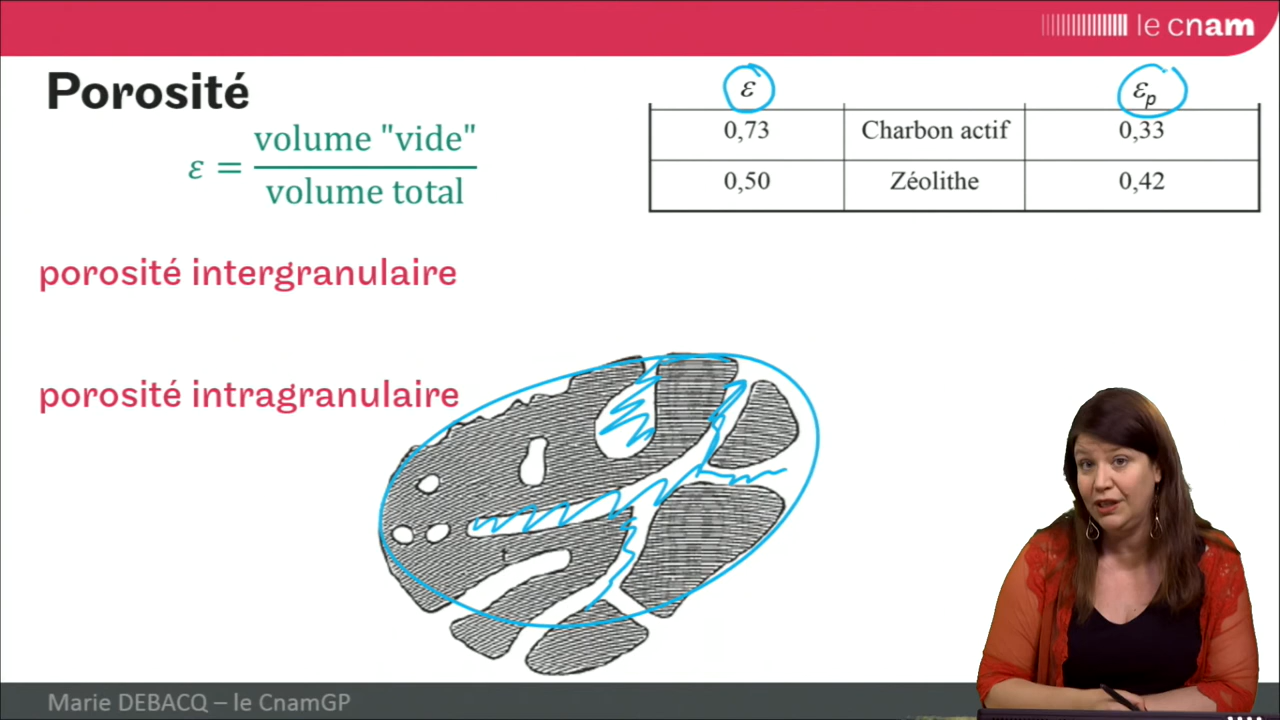 le cnam
Porosité
ε = volume "vide" / volume total
ε εp
0,73 Charbon actif 0,33
0,50 Zéolithe 0,42
porosité intergranulaire
porosité intragranulaire
Marie DEBACQ – le CnamGP